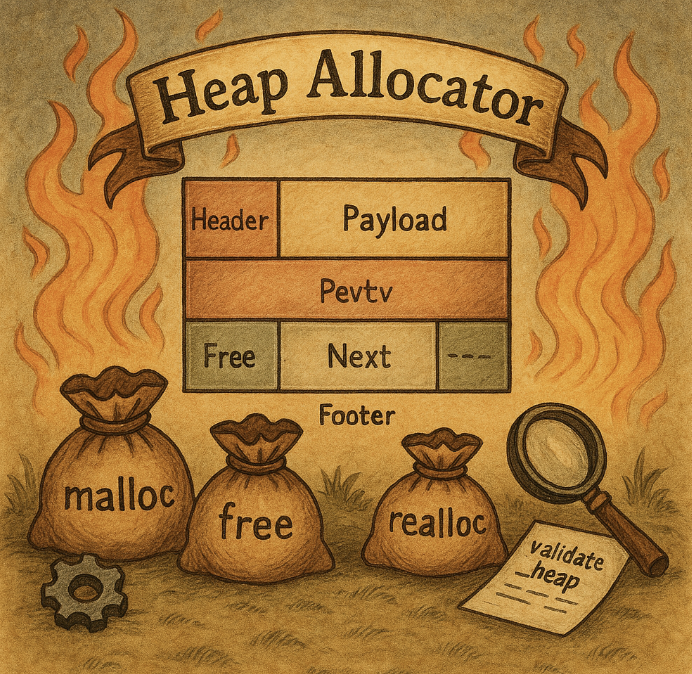 Heap Allocator
Header Payload
Pevtv
Free Next ---
Footer
malloc
free
realloc
validate
_heap